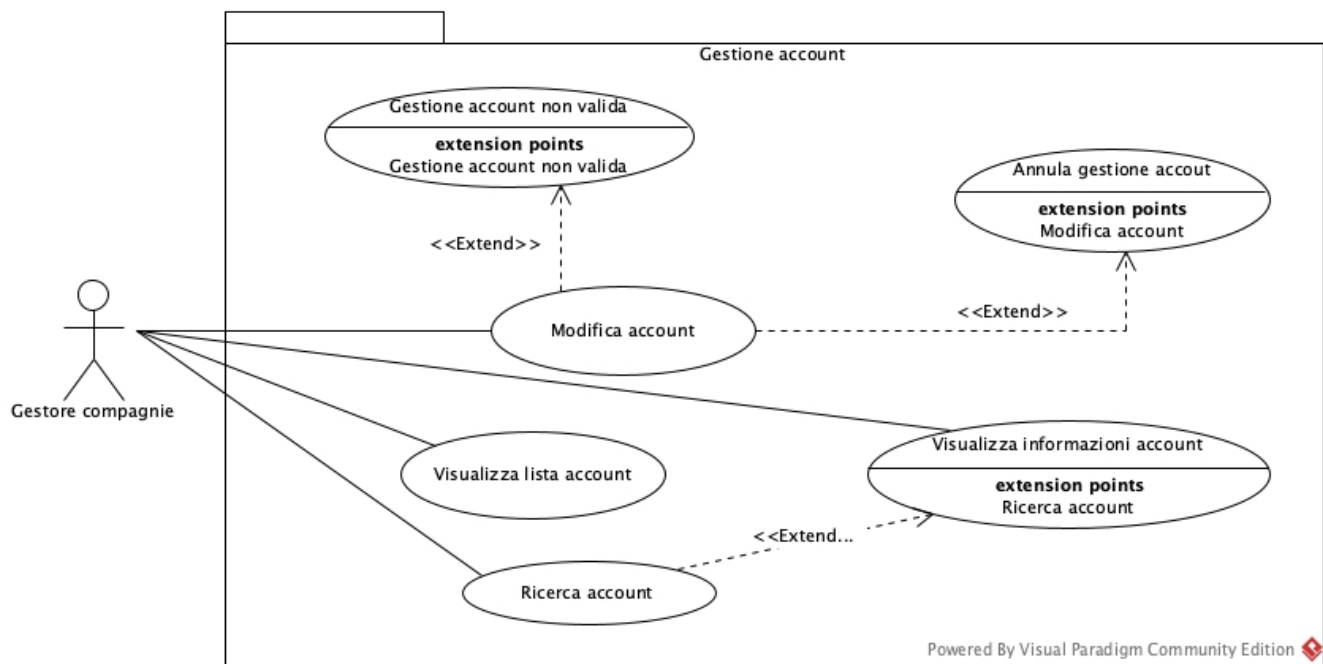 Gestione account
Gestione account non valida
extension points
Gestione account non valida
Annula gestione accout
extension points
Modifica account
<<Extend>>
<<Extend>>
Modifica account
Gestore compagnie
Visualizza informazioni account
extension points
Ricerca account
Visualizza lista account
<<Extend...
Ricerca account
Powered By Visual Paradigm Community Edition